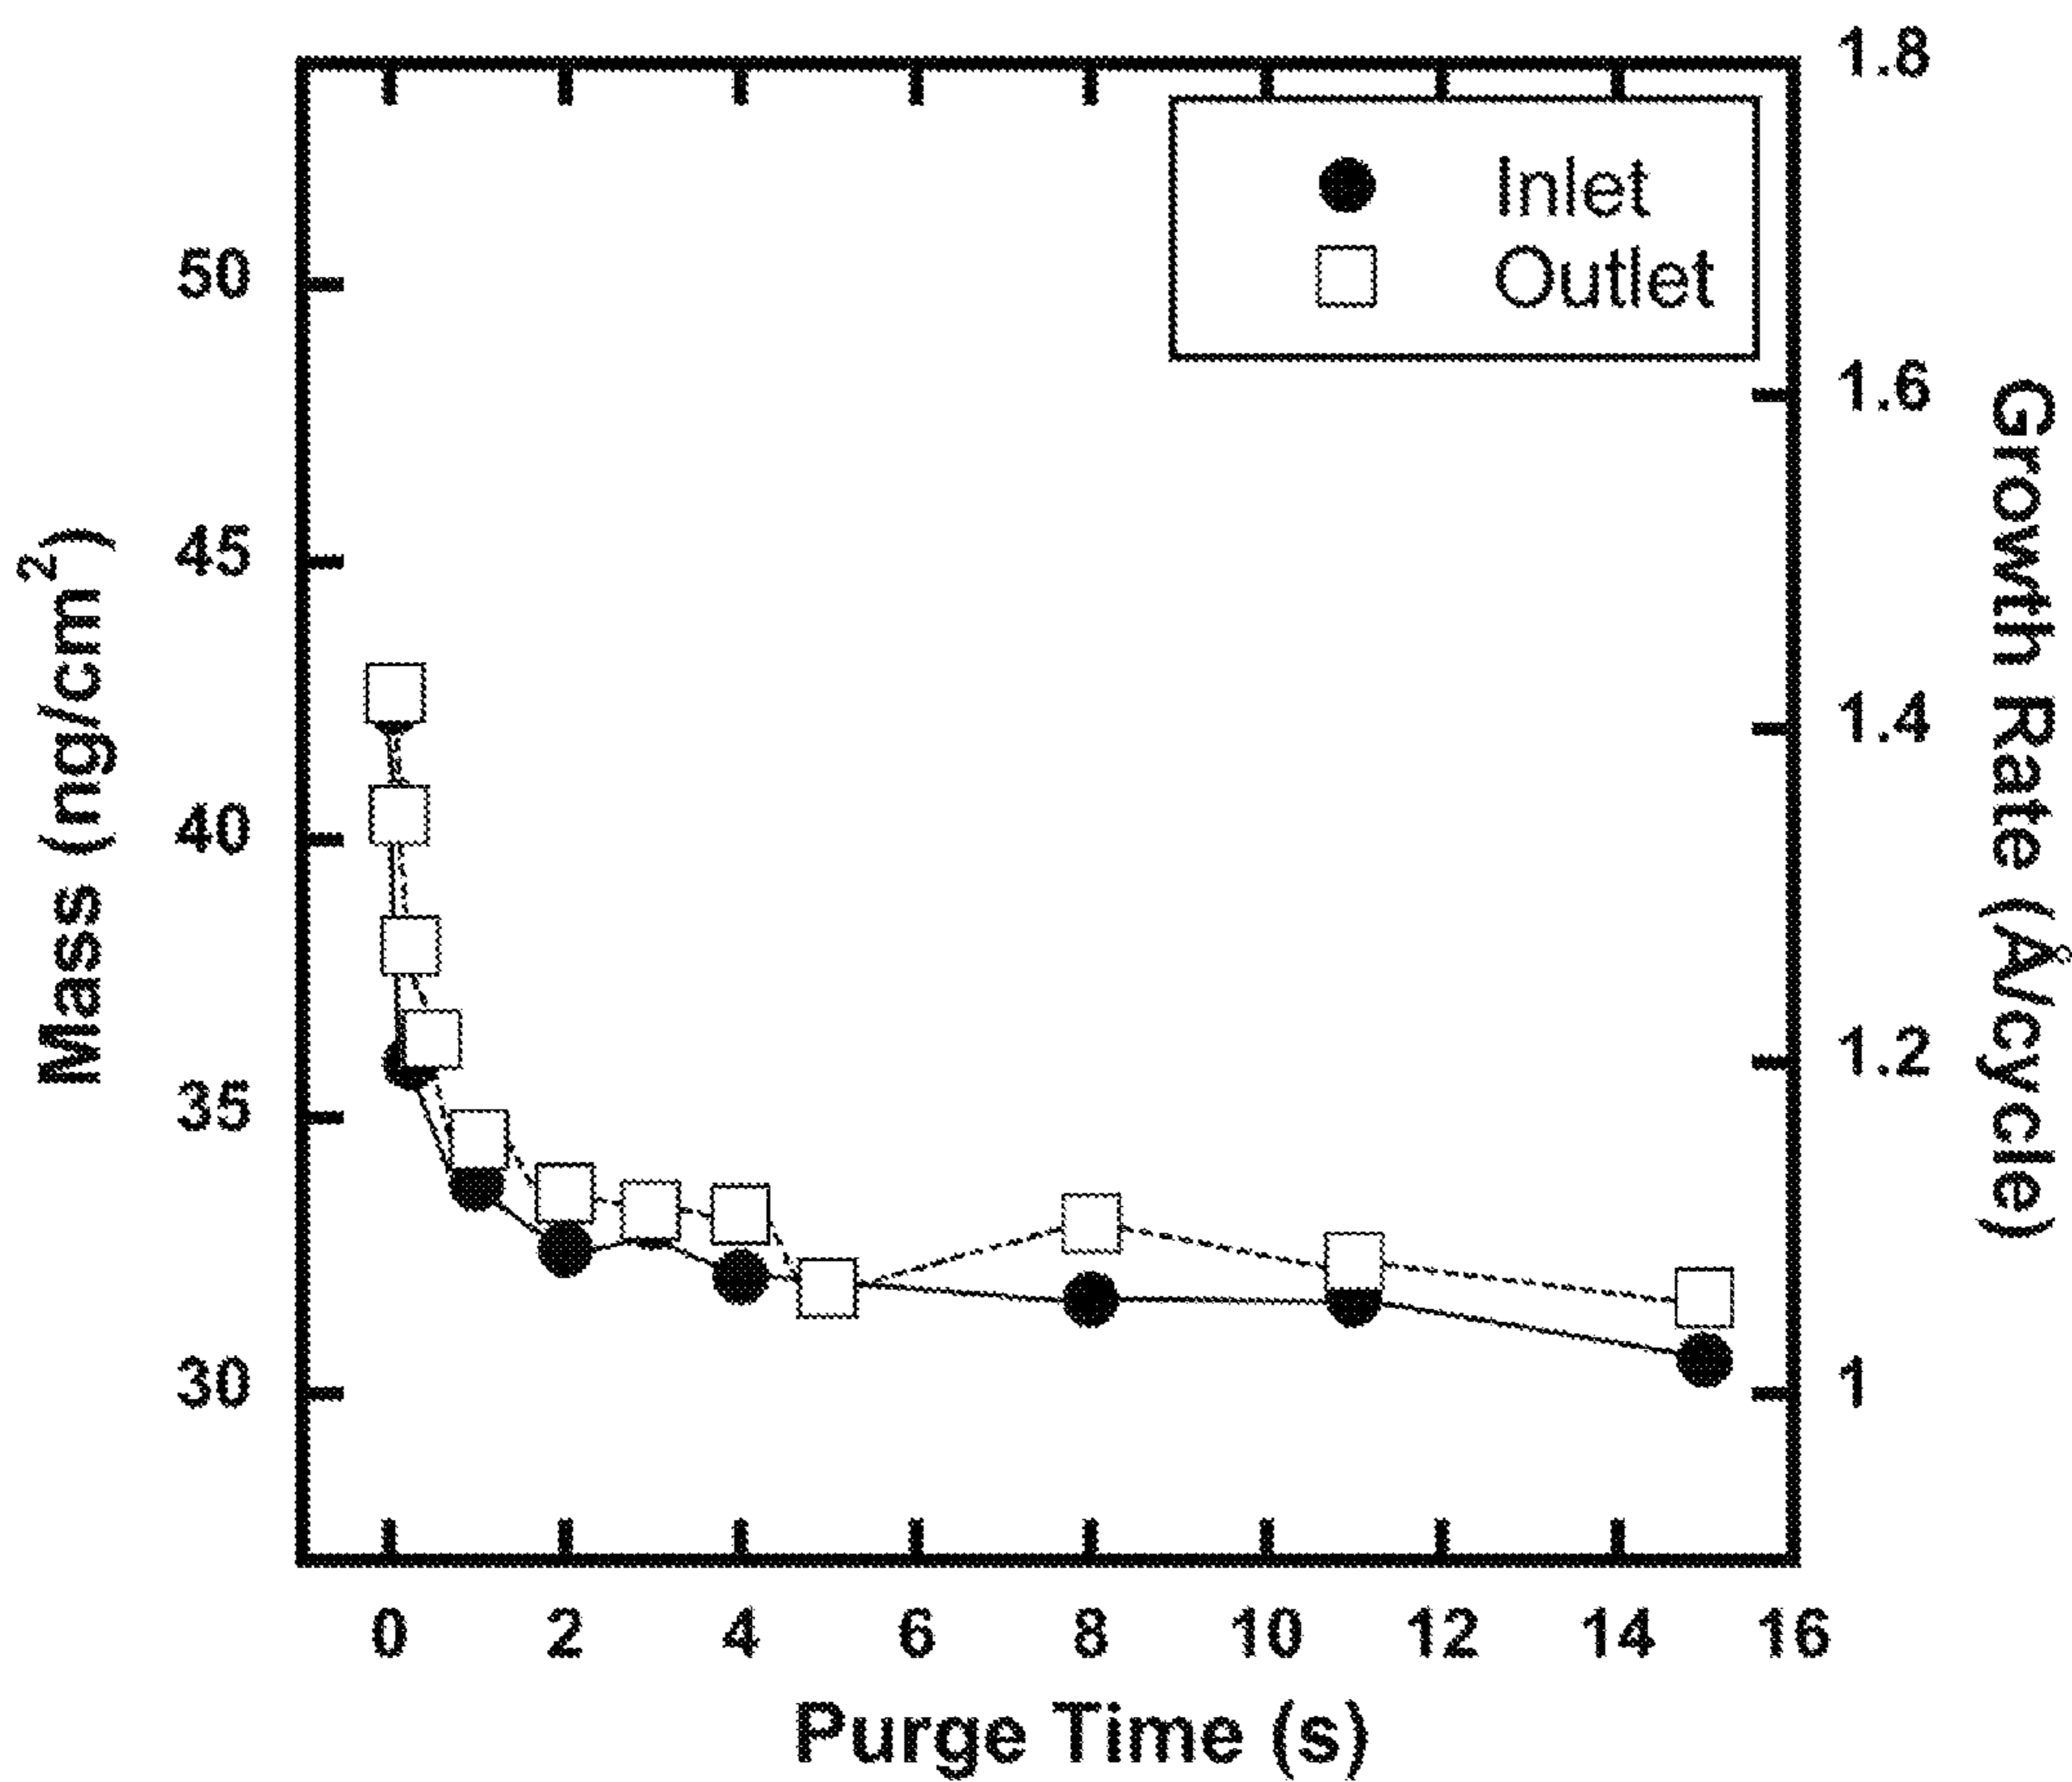 Mass (ng/cm²)
50
45
40
35
30
Inlet
Outlet
1.8
1.6
1.4
1.2
1
Growth Rate (Å/cycle)
0 2 4 6 8 10 12 14 16
Purge Time (s)